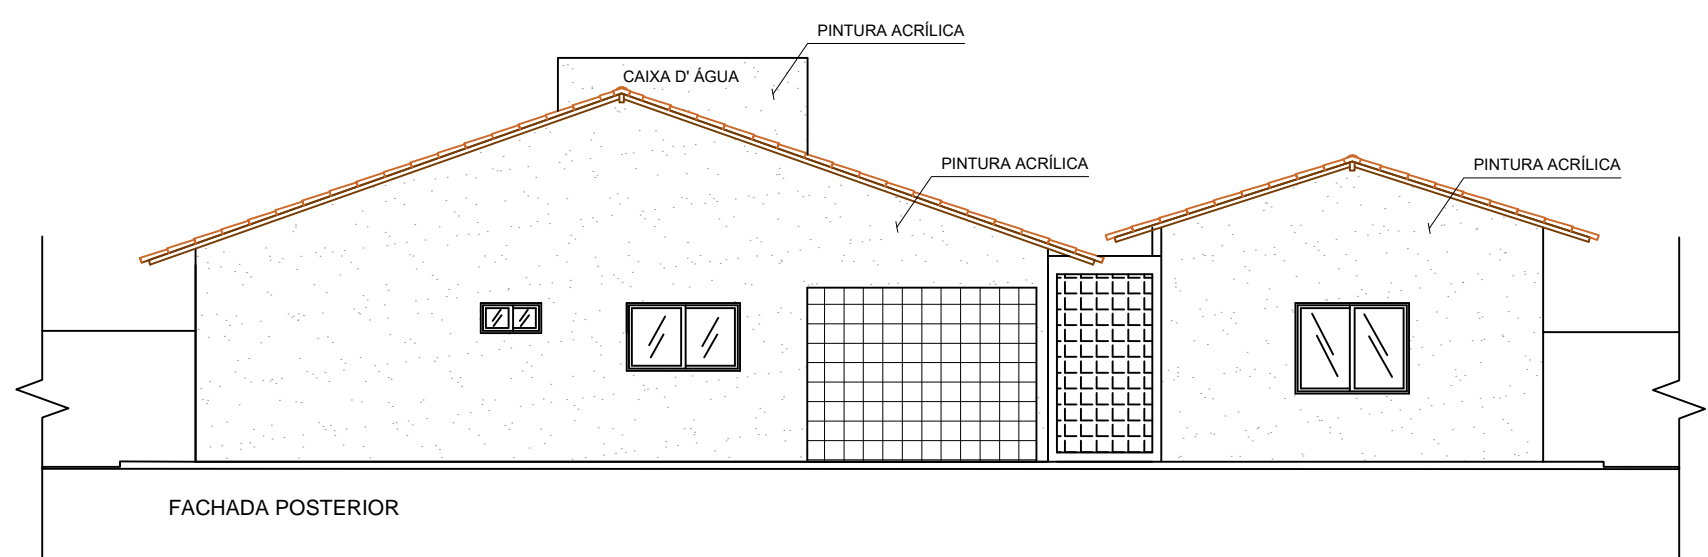 PINTURA ACRÍLICA
CAIXA D' ÁGUA
PINTURA ACRÍLICA
PINTURA ACRÍLICA
FACHADA POSTERIOR